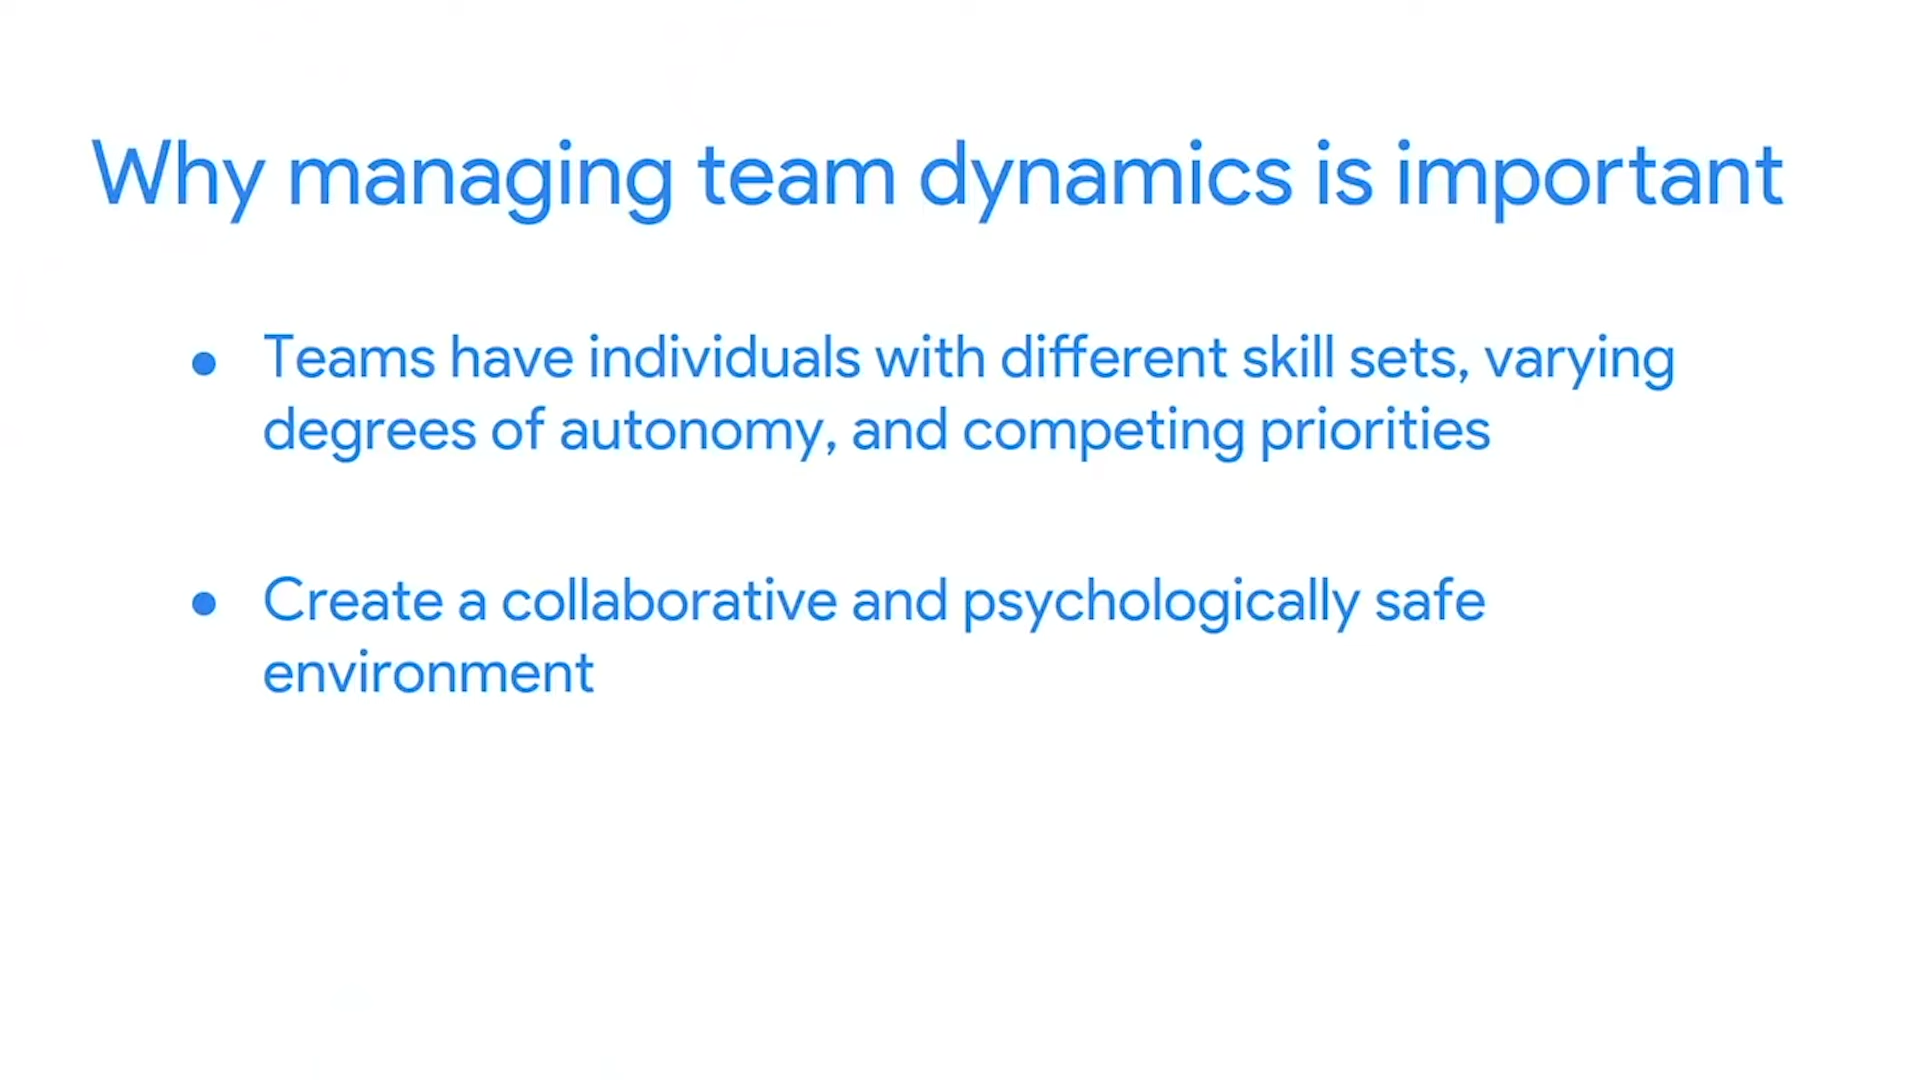 Why managing team dynamics is important
● Teams have individuals with different skill sets, varying
degrees of autonomy, and competing priorities
● Create a collaborative and psychologically safe
environment